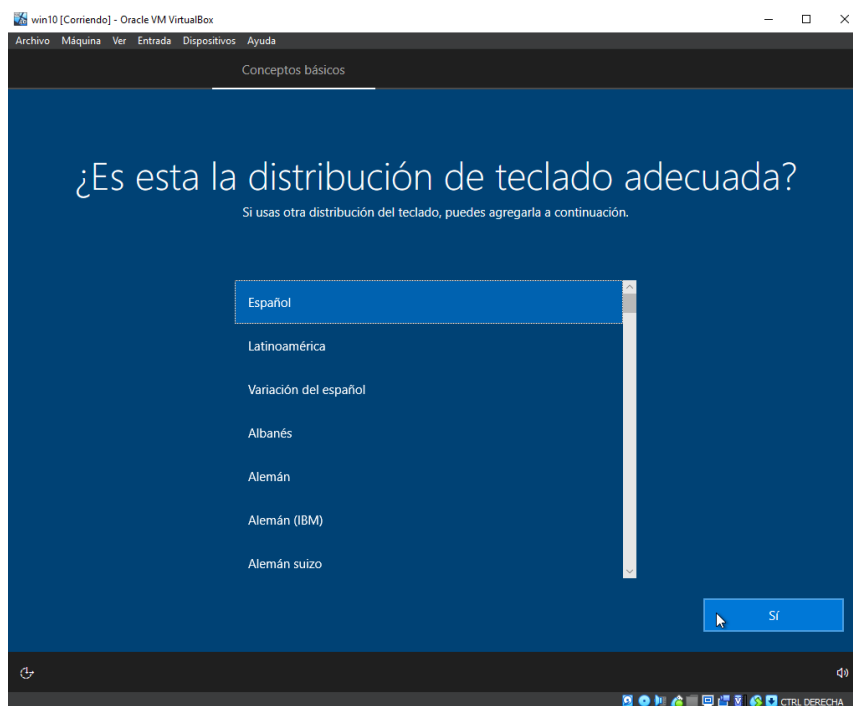 win10 [Corriendo] - Oracle VM VirtualBox
Archivo Máquina Ver Entrada Dispositivos Ayuda
Conceptos básicos
¿Es esta la distribución de teclado adecuada?
Si usas otra distribución del teclado, puedes agregarla a continuación.
Español
Latinoamérica
Variación del español
Albanés
Alemán
Alemán (IBM)
Alemán suizo
Sí
CTRL DERECHA